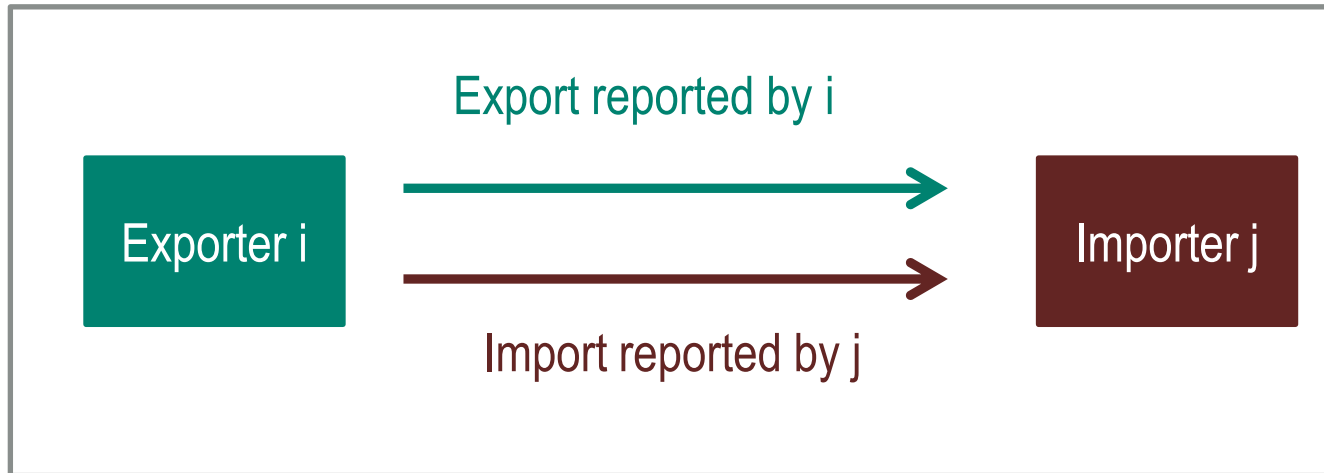 Export reported by i
Exporter i
Importer j
Import reported by j